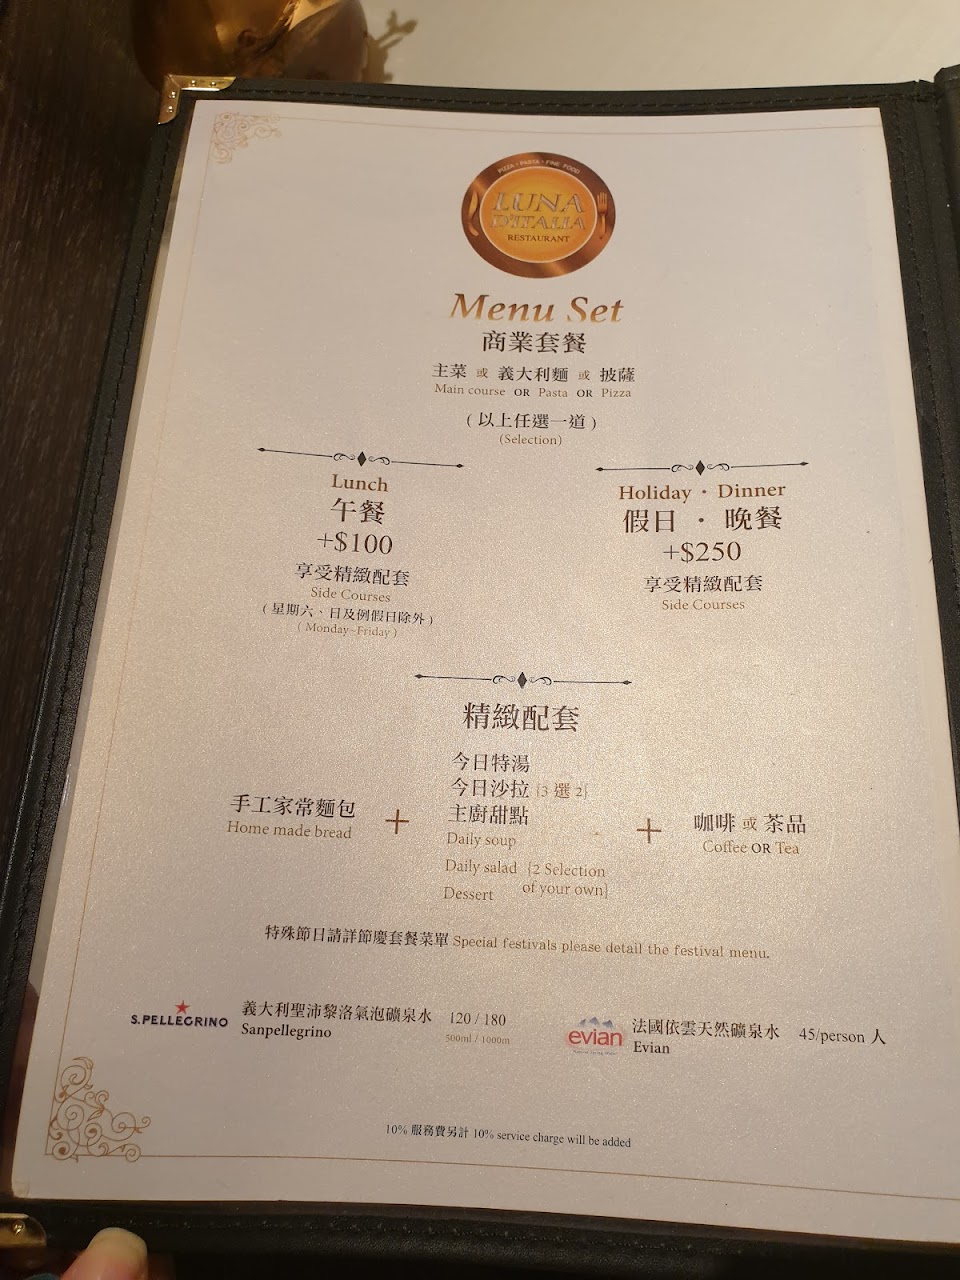 PIZZA · PASTA · FINE FOOD
LUNA
D'ITALIA
RESTAURANT
Menu Set
商業套餐
主菜 或 義大利麵 或 披薩
Main course OR Pasta OR Pizza
( 以上任選一道 )
(Selection)
Lunch
午餐
+$100
享受精緻配套
Side Courses
( 星期六、日及例假日除外 )
( Monday~Friday )
Holiday · Dinner
假日 · 晚餐
+$250
享受精緻配套
Side Courses
精緻配套
手工家常麵包
Home made bread
+
今日特湯
今日沙拉 {3 選 2}
主廚甜點
Daily soup
Daily salad {2 Selection
of your own}
Dessert
+
咖啡 或 茶品
Coffee OR Tea
特殊節日請詳節慶套餐菜單 Special festivals please detail the festival menu.
S.PELLEGRINO
義大利聖沛黎洛氣泡礦泉水 120 / 180
Sanpellegrino 500ml / 1000m
evian
Natural Spring Water
法國依雲天然礦泉水 45/person 人
Evian
10% 服務費另計 10% service charge will be added